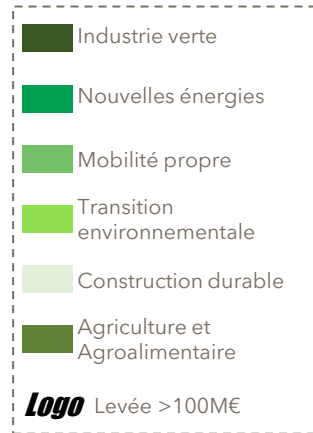 Industrie verte
Nouvelles énergies
Mobilité propre
Transition
environnementale
Construction durable
Agriculture et
Agroalimentaire
Logo Levée >100M€